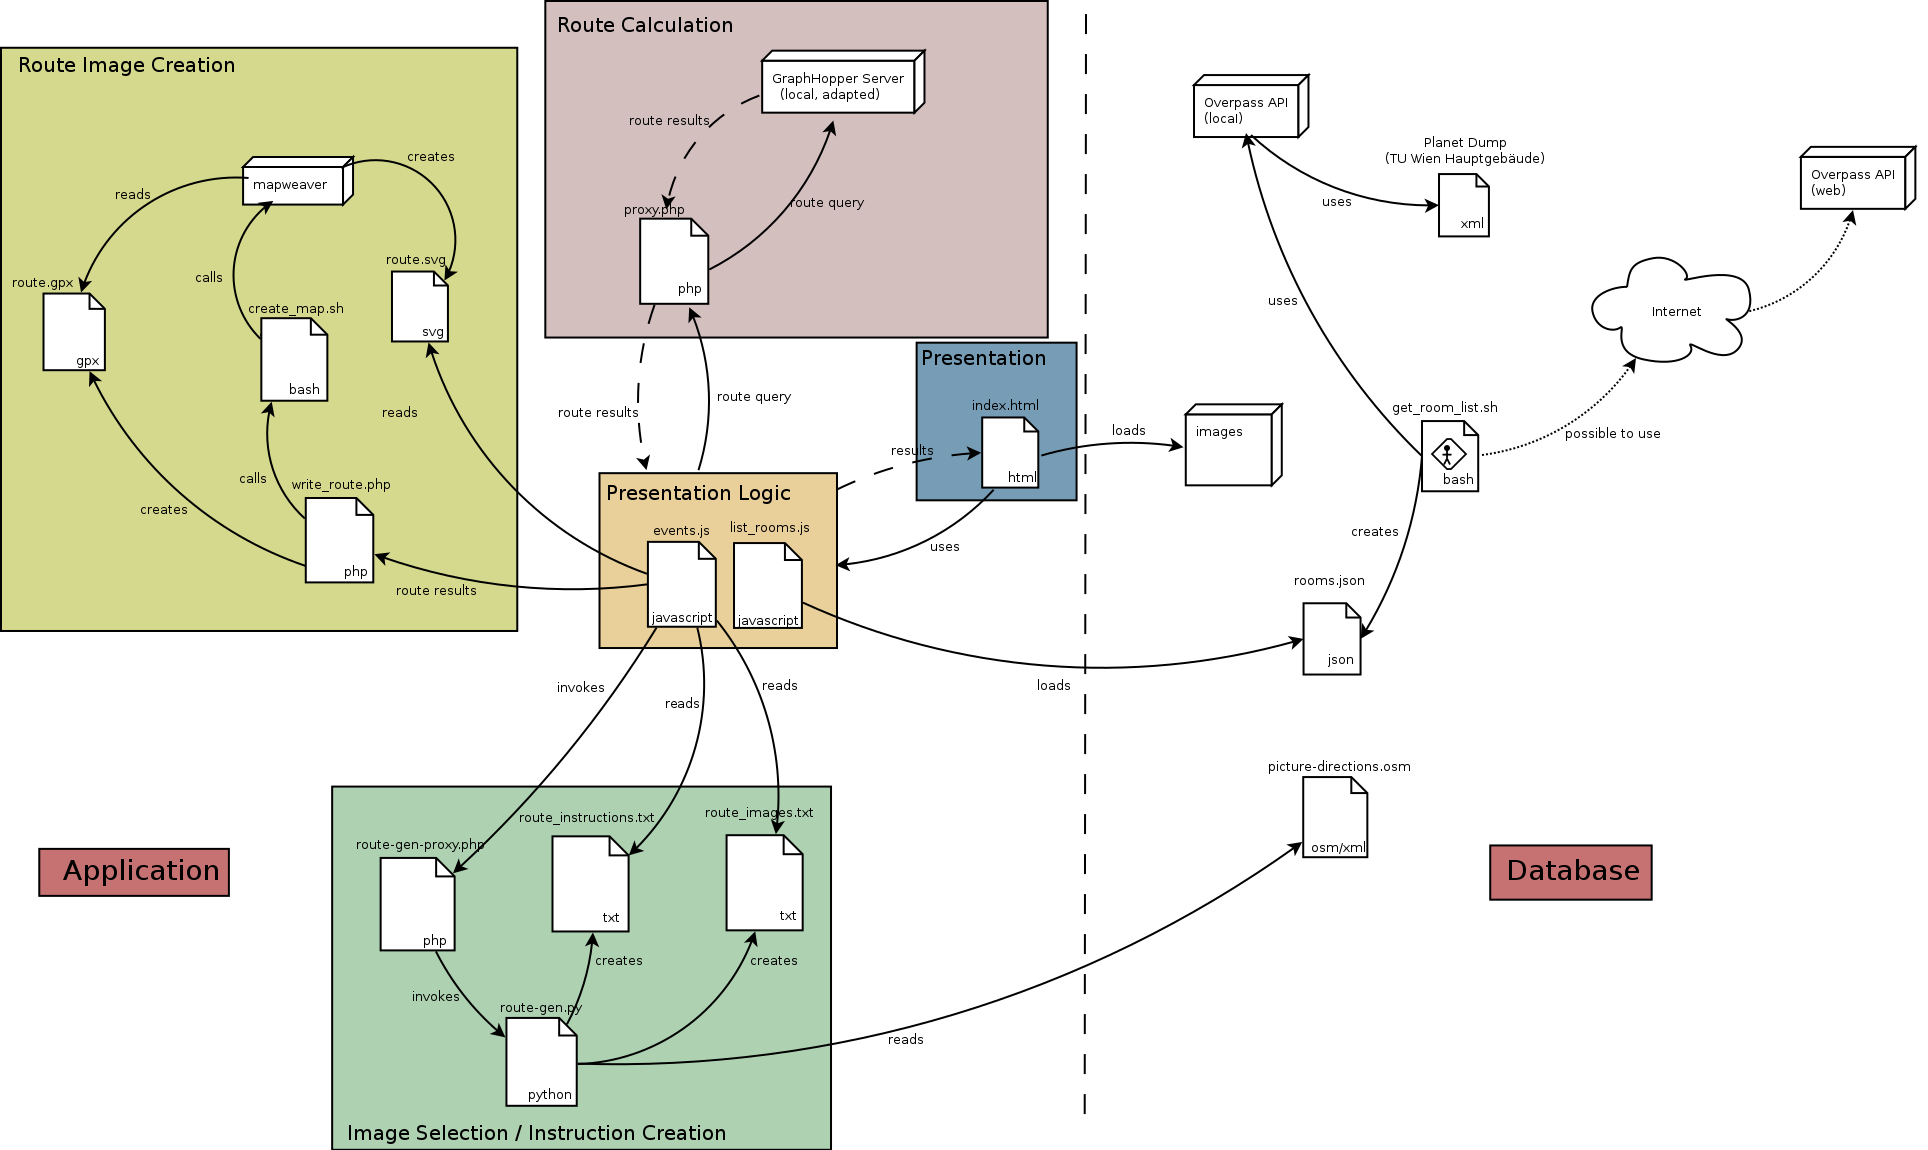 Route Image Creation
mapweaver
creates
reads
calls
route.gpx
gpx
route.svg
svg
create_map.sh
bash
reads
calls
write_route.php
php
creates
route results
Route Calculation
GraphHopper Server
(local, adapted)
route results
route query
proxy.php
php
route results
route query
Presentation
index.html
html
results
uses
loads
images
Presentation Logic
events.js
javascript
list_rooms.js
javascript
invokes
reads
reads
loads
route-gen-proxy.php
php
route_instructions.txt
txt
route_images.txt
txt
invokes
creates
creates
route-gen.py
python
reads
Image Selection / Instruction Creation
Application
Overpass API
(local)
Planet Dump
(TU Wien Hauptgebäude)
xml
uses
uses
Overpass API
(web)
Internet
possible to use
get_room_list.sh
bash
creates
rooms.json
json
picture-directions.osm
osm/xml
Database